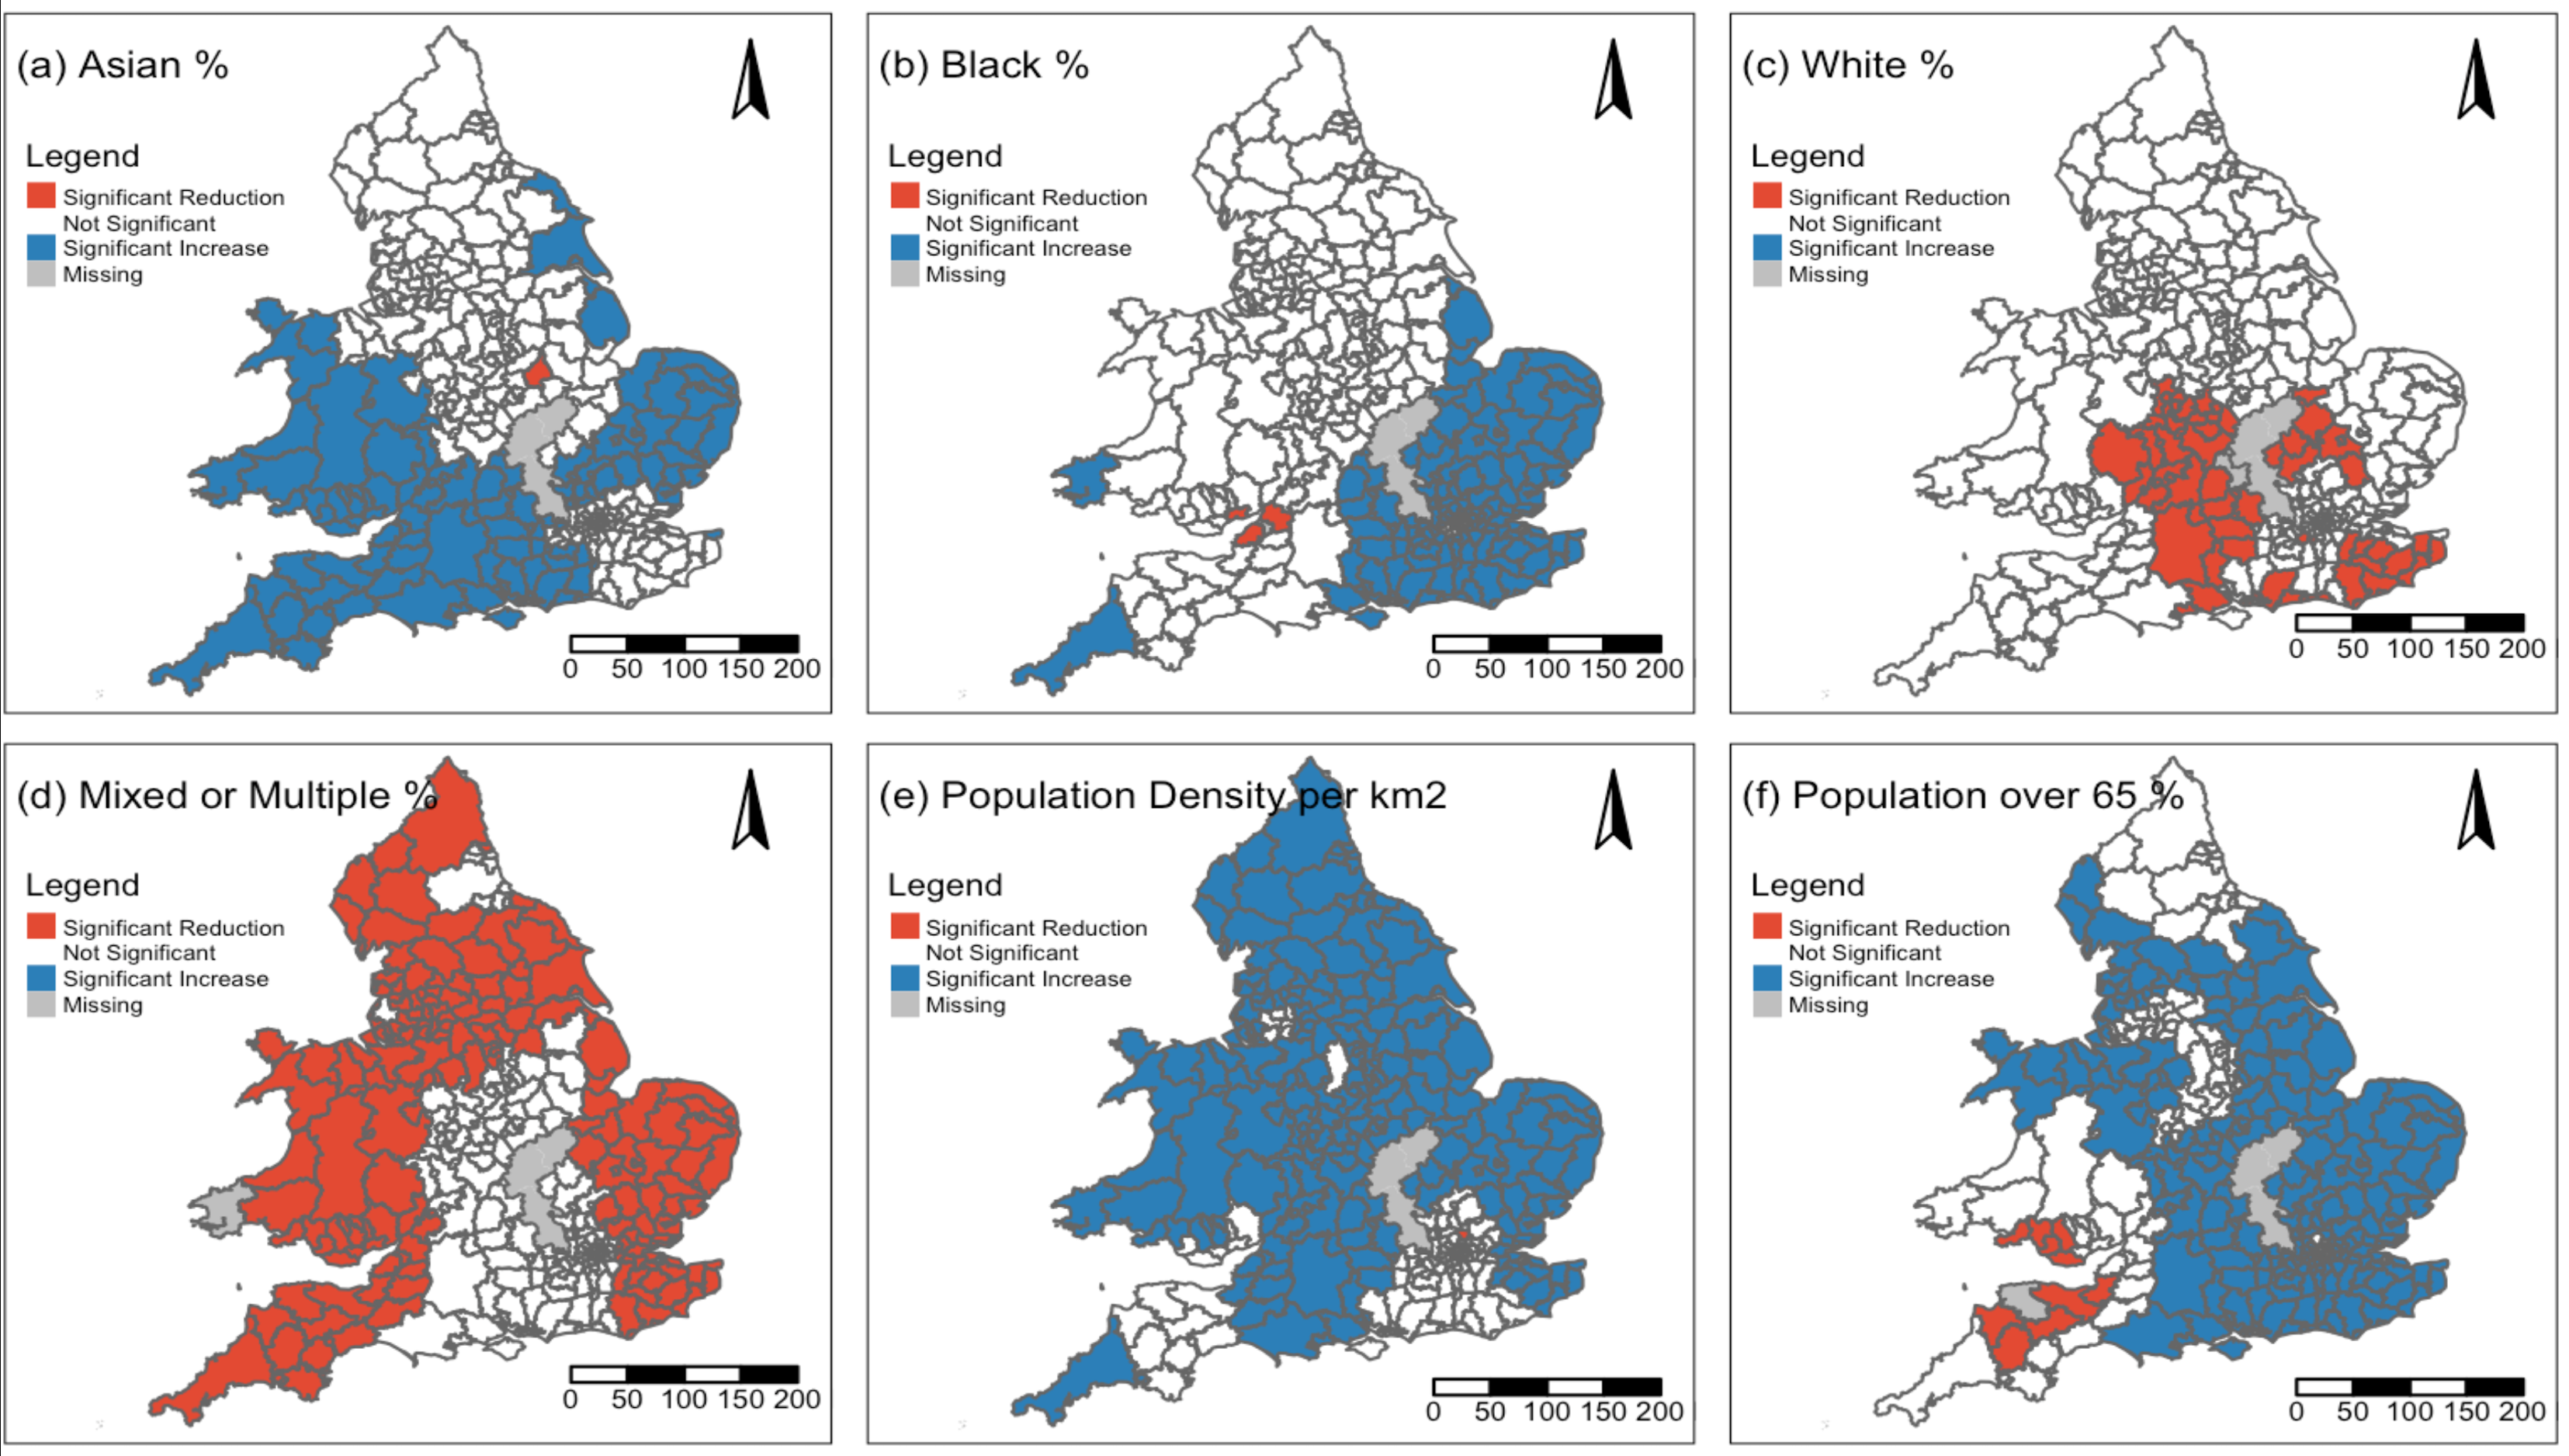 (a) Asian %
Legend
Significant Reduction
Not Significant
Significant Increase
Missing
0 50 100 150 200
(b) Black %
Legend
Significant Reduction
Not Significant
Significant Increase
Missing
0 50 100 150 200
(c) White %
Legend
Significant Reduction
Not Significant
Significant Increase
Missing
0 50 100 150 200
(d) Mixed or Multiple %
Legend
Significant Reduction
Not Significant
Significant Increase
Missing
0 50 100 150 200
(e) Population Density per km2
Legend
Significant Reduction
Not Significant
Significant Increase
Missing
0 50 100 150 200
(f) Population over 65 %
Legend
Significant Reduction
Not Significant
Significant Increase
Missing
0 50 100 150 200